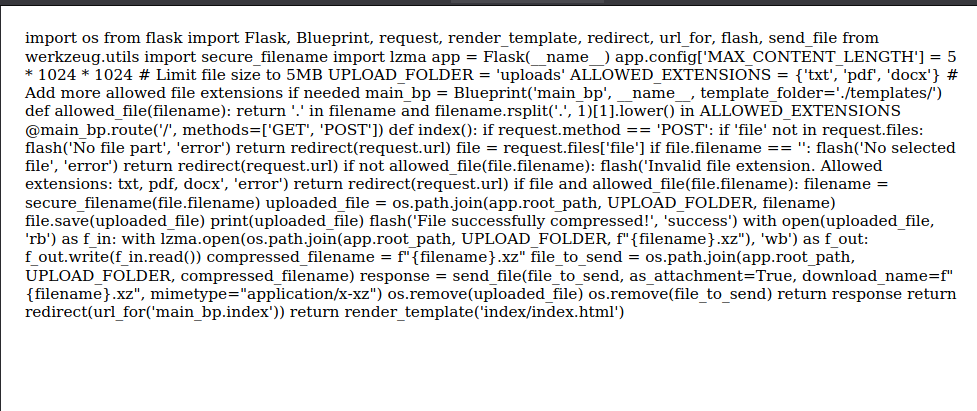 import os from flask import Flask, Blueprint, request, render_template, redirect, url_for, flash, send_file from
werkzeug.utils import secure_filename import lzma app = Flask(__name__) app.config['MAX_CONTENT_LENGTH'] = 5
* 1024 * 1024 # Limit file size to 5MB UPLOAD_FOLDER = 'uploads' ALLOWED_EXTENSIONS = {'txt', 'pdf', 'docx'} #
Add more allowed file extensions if needed main_bp = Blueprint('main_bp', __name__, template_folder='./templates/')
def allowed_file(filename): return '.' in filename and filename.rsplit('.', 1)[1].lower() in ALLOWED_EXTENSIONS
@main_bp.route('/', methods=['GET', 'POST']) def index(): if request.method == 'POST': if 'file' not in request.files:
flash('No file part', 'error') return redirect(request.url) file = request.files['file'] if file.filename == '': flash('No selected
file', 'error') return redirect(request.url) if not allowed_file(file.filename): flash('Invalid file extension. Allowed
extensions: txt, pdf, docx', 'error') return redirect(request.url) if file and allowed_file(file.filename): filename =
secure_filename(file.filename) uploaded_file = os.path.join(app.root_path, UPLOAD_FOLDER, filename)
file.save(uploaded_file) print(uploaded_file) flash('File successfully compressed!', 'success') with open(uploaded_file,
'rb') as f_in: with lzma.open(os.path.join(app.root_path, UPLOAD_FOLDER, f"{filename}.xz"), 'wb') as f_out:
f_out.write(f_in.read()) compressed_filename = f"{filename}.xz" file_to_send = os.path.join(app.root_path,
UPLOAD_FOLDER, compressed_filename) response = send_file(file_to_send, as_attachment=True, download_name=f"
{filename}.xz", mimetype="application/x-xz") os.remove(uploaded_file) os.remove(file_to_send) return response return
redirect(url_for('main_bp.index')) return render_template('index/index.html')